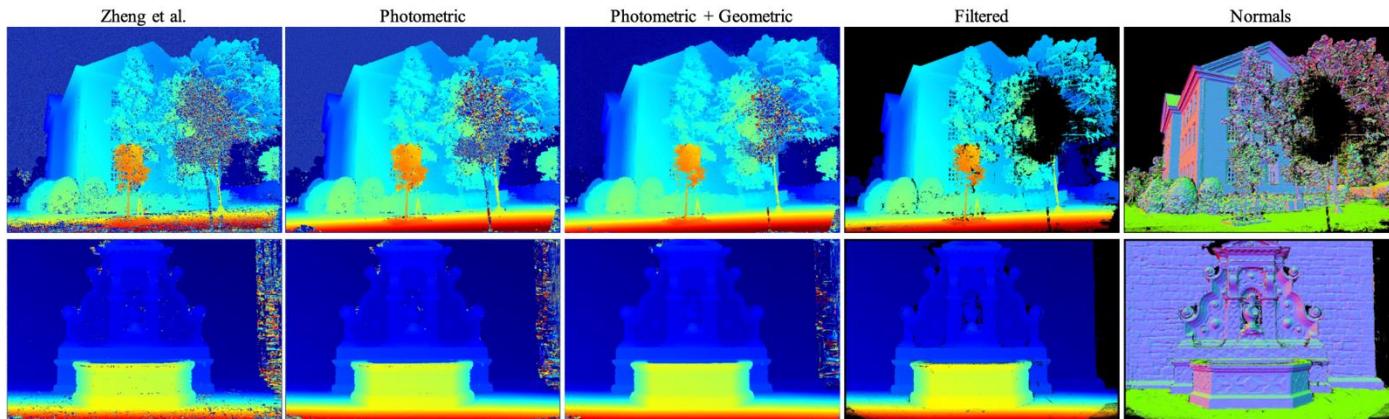 Zheng et al.
Photometric
Photometric + Geometric
Filtered
Normals